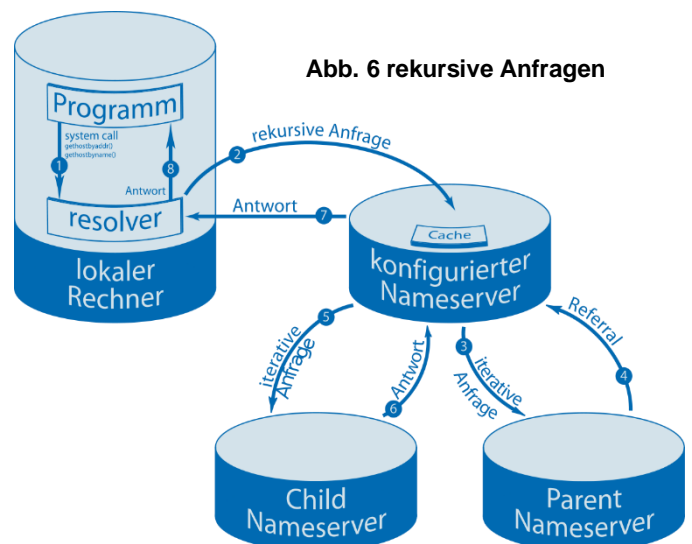 Abb. 6 rekursive Anfragen
Programm
system call
gethostbyaddr()
gethostbyname()
1
8
Antwort
resolver
lokaler
Rechner
2
rekursive Anfrage
Antwort
7
Cache
konfigurierter
Nameserver
5
iterative
Anfrage
6
Antwort
3
iterative
Anfrage
Referral
4
Child
Nameserver
Parent
Nameserver